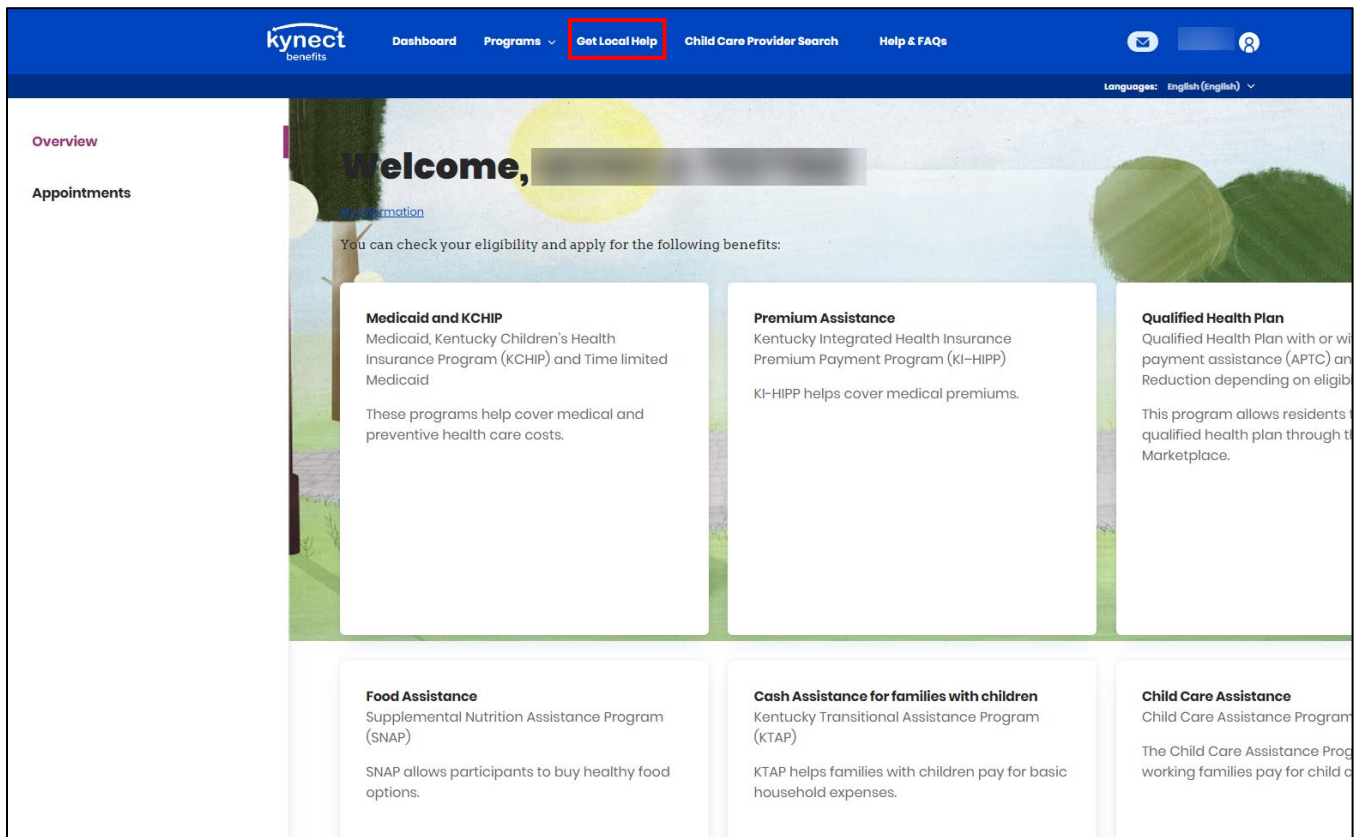 kynect
benefits
Dashboard Programs Get Local Help Child Care Provider Search Help & FAQs
Languages: English (English)
Overview
Appointments
Welcome,
My Information
You can check your eligibility and apply for the following benefits:
Medicaid and KCHIP
Medicaid, Kentucky Children's Health
Insurance Program (KCHIP) and Time limited
Medicaid
These programs help cover medical and
preventive health care costs.
Premium Assistance
Kentucky Integrated Health Insurance
Premium Payment Program (KI–HIPP)
KI-HIPP helps cover medical premiums.
Qualified Health Plan
Qualified Health Plan with or wi
payment assistance (APTC) an
Reduction depending on eligib
This program allows residents t
qualified health plan through t
Marketplace.
Food Assistance
Supplemental Nutrition Assistance Program
(SNAP)
SNAP allows participants to buy healthy food
options.
Cash Assistance for families with children
Kentucky Transitional Assistance Program
(KTAP)
KTAP helps families with children pay for basic
household expenses.
Child Care Assistance
Child Care Assistance Program
The Child Care Assistance Prog
working families pay for child c